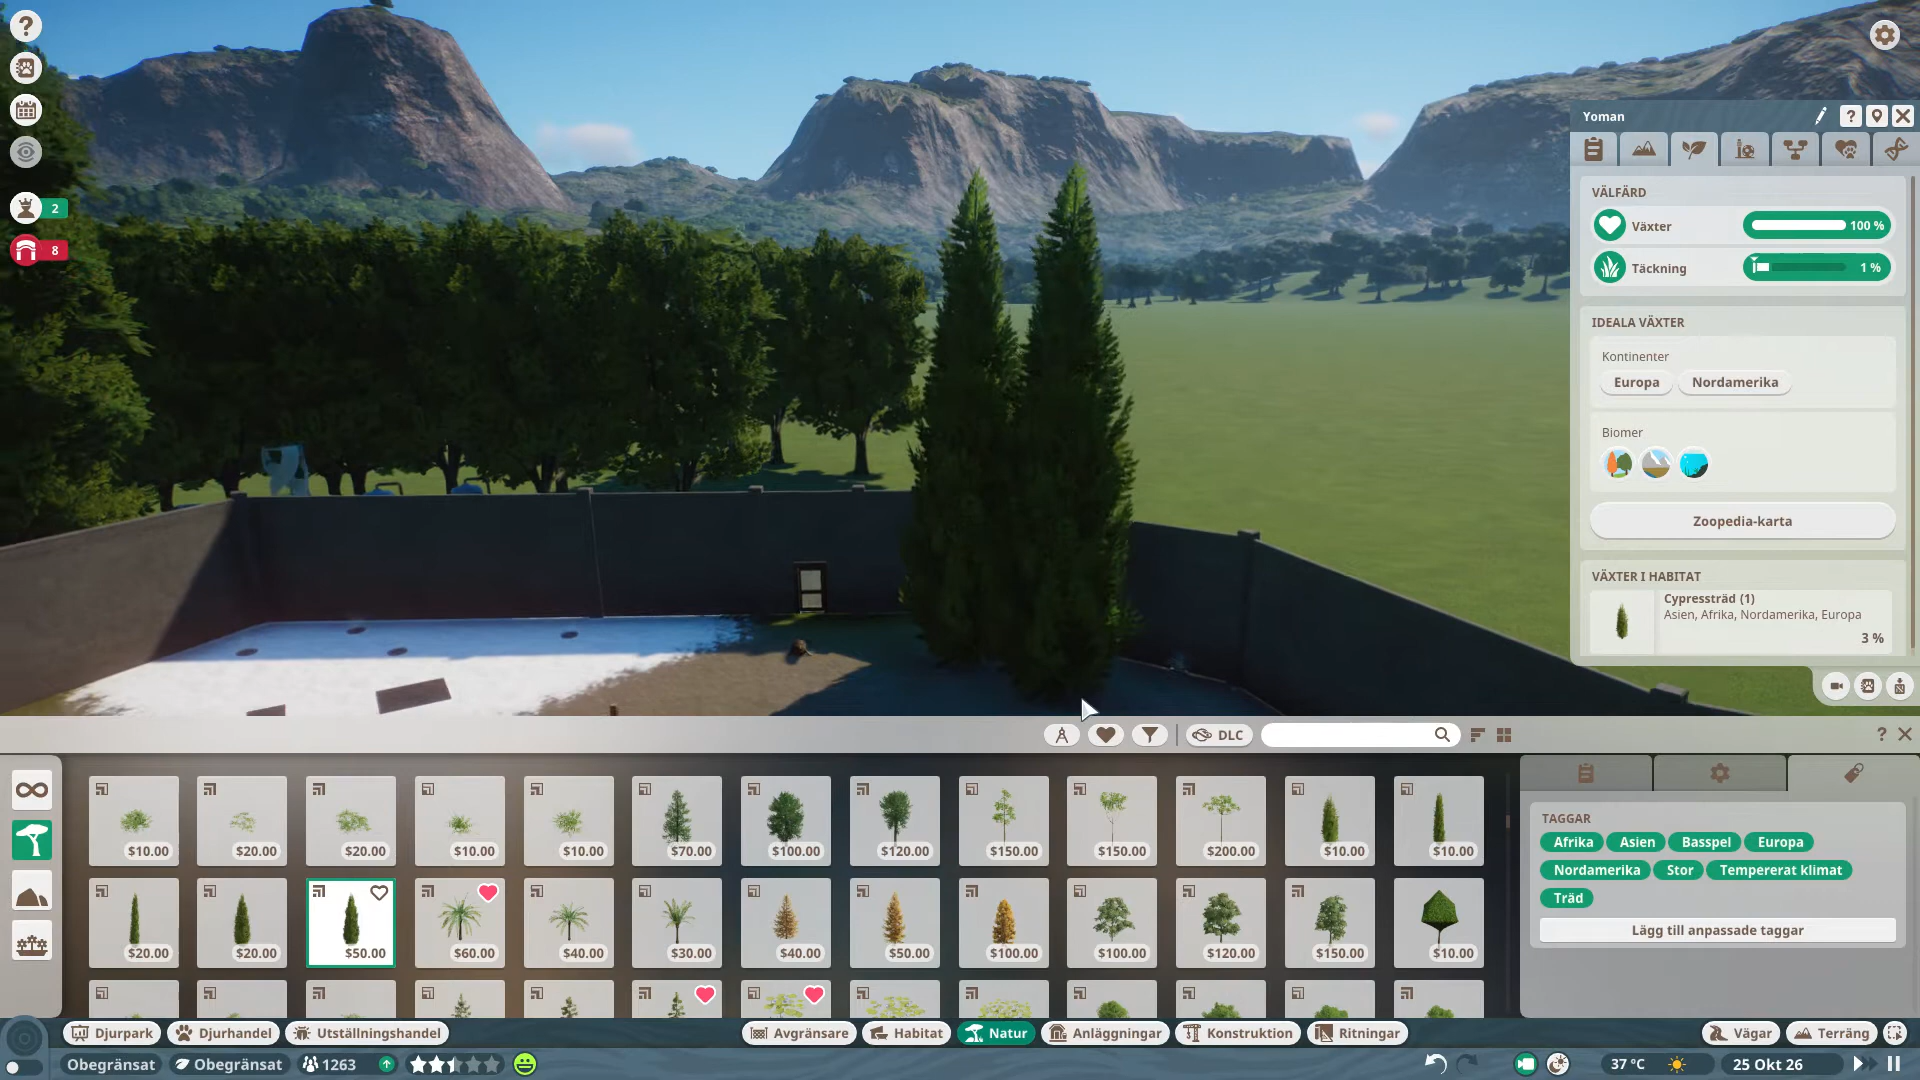 ?
2
8
Yoman
?
VÄLFÄRD
Växter 100 %
Täckning 1 %
IDEALA VÄXTER
Kontinenter
Europa Nordamerika
Biomer
Zoopedia-karta
VÄXTER I HABITAT
Cypressträd (1)
Asien, Afrika, Nordamerika, Europa
3 %
DLC
?
$10.00 $20.00 $20.00 $10.00 $10.00 $70.00 $100.00 $120.00 $150.00 $150.00 $200.00 $10.00 $10.00
$20.00 $20.00 $50.00 $60.00 $40.00 $30.00 $40.00 $50.00 $100.00 $100.00 $120.00 $150.00 $10.00
TAGGAR
Afrika Asien Basspel Europa
Nordamerika Stor Tempererat klimat
Träd
Lägg till anpassade taggar
Djurpark Djurhandel Utställningshandel Avgränsare Habitat Natur Anläggningar Konstruktion Ritningar Vägar Terräng
Obegränsat Obegränsat 1263 37 °C 25 Okt 26